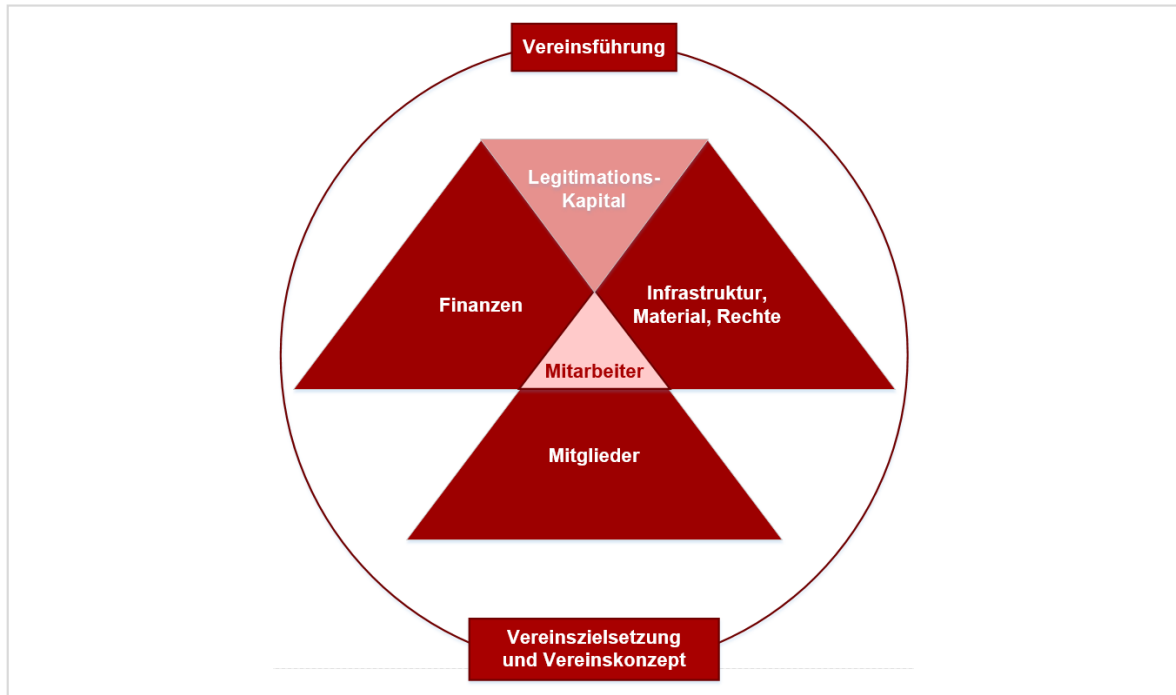 Vereinsführung
Legitimations-
Kapital
Finanzen
Infrastruktur,
Material, Rechte
Mitarbeiter
Mitglieder
Vereinszielsetzung
und Vereinskonzept